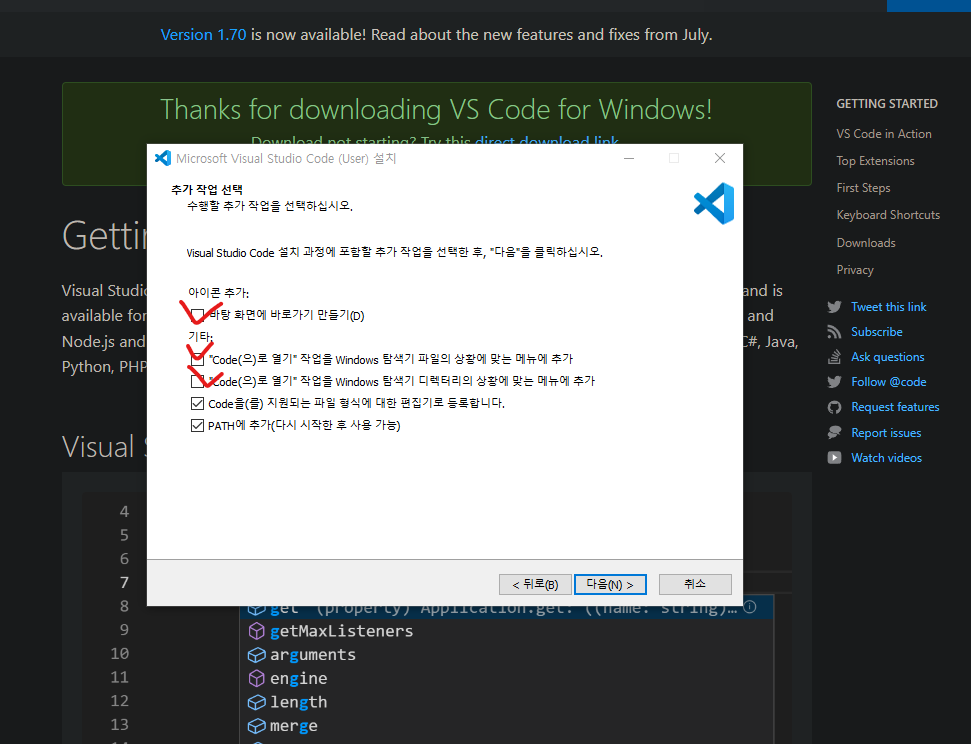 Version 1.70 is now available! Read about the new features and fixes from July.
Thanks for downloading VS Code for Windows!
Download not starting? Try this direct download link
GETTING STARTED
VS Code in Action
Top Extensions
First Steps
Keyboard Shortcuts
Downloads
Privacy
Tweet this link
Subscribe
Ask questions
Follow @code
Request features
Report issues
Watch videos
Microsoft Visual Studio Code (User) 설치
추가 작업 선택
수행할 추가 작업을 선택하십시오.
Visual Studio Code 설치 과정에 포함할 추가 작업을 선택한 후, "다음"을 클릭하십시오.
아이콘 추가:
바탕 화면에 바로가기 만들기(D)
기타:
"Code(으)로 열기" 작업을 Windows 탐색기 파일의 상황에 맞는 메뉴에 추가
"Code(으)로 열기" 작업을 Windows 탐색기 디렉터리의 상황에 맞는 메뉴에 추가
Code을(를) 지원되는 파일 형식에 대한 편집기로 등록합니다.
PATH에 추가(다시 시작한 후 사용 가능)
< 뒤로(B) 다음(N) > 취소
Visual and is
available for and
Node.js and C#, Java,
Python, PHP
Visual
4
5
6
7
8 get (property) Application.get: ((name: string)…
9 getMaxListeners
10 arguments
11 engine
12 length
13 merge